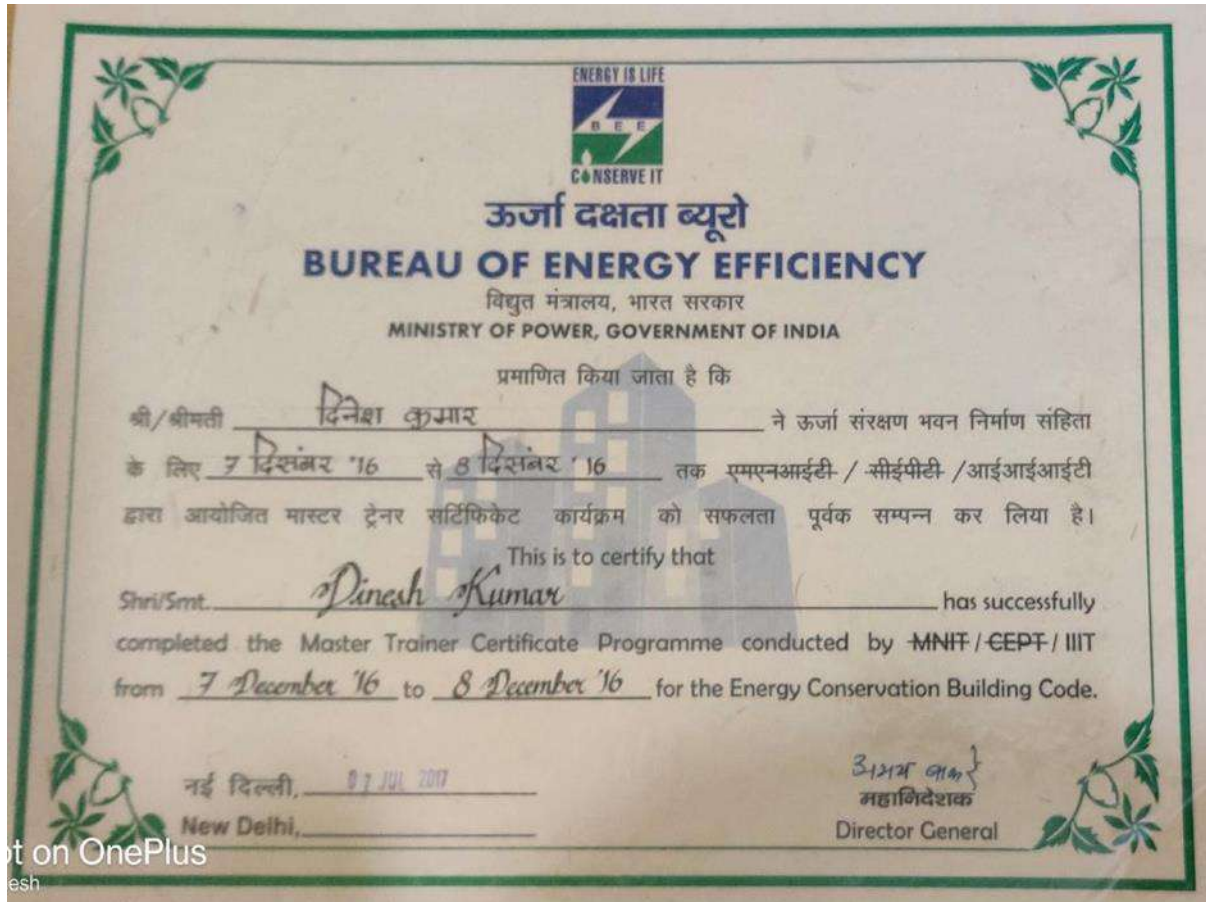 ENERGY IS LIFE
BEE
CONSERVE IT
ऊर्जा दक्षता ब्यूरो
BUREAU OF ENERGY EFFICIENCY
विद्युत मंत्रालय, भारत सरकार
MINISTRY OF POWER, GOVERNMENT OF INDIA
प्रमाणित किया जाता है कि
श्री/श्रीमती दिनेश कुमार ने ऊर्जा संरक्षण भवन निर्माण संहिता
के लिए 7 दिसंबर '16 से 8 दिसंबर '16 तक एमएनआईटी / सीईपीटी /आईआईआईटी
द्वारा आयोजित मास्टर ट्रेनर सर्टिफिकेट कार्यक्रम को सफलता पूर्वक सम्पन्न कर लिया है।
This is to certify that
Shri/Smt. Dinesh Kumar has successfully
completed the Master Trainer Certificate Programme conducted by MNIT / CEPT / IIIT
from 7 December '16 to 8 December '16 for the Energy Conservation Building Code.
नई दिल्ली, 07 JUL 2017
New Delhi,
अभय बाकरे
महानिदेशक
Director General
ot on OnePlus
esh